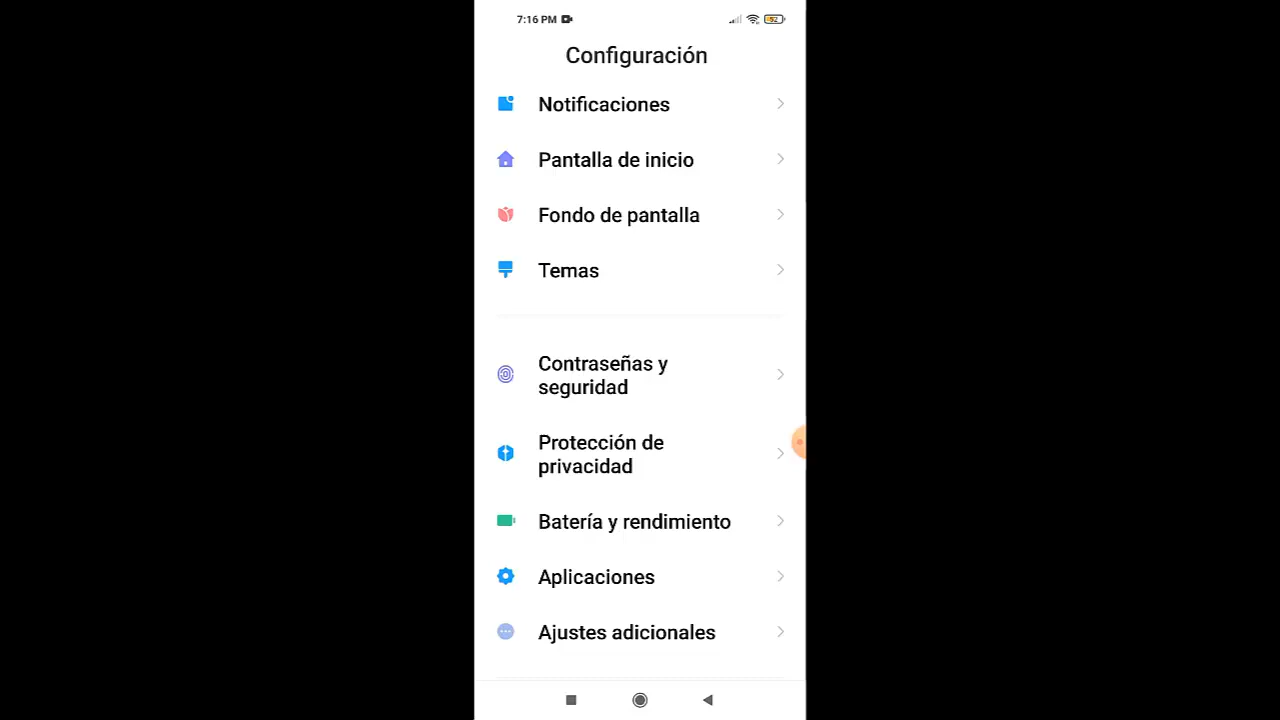 7:16 PM
52
Configuración
Notificaciones
Pantalla de inicio
Fondo de pantalla
Temas
Contraseñas y
seguridad
Protección de
privacidad
Batería y rendimiento
Aplicaciones
Ajustes adicionales